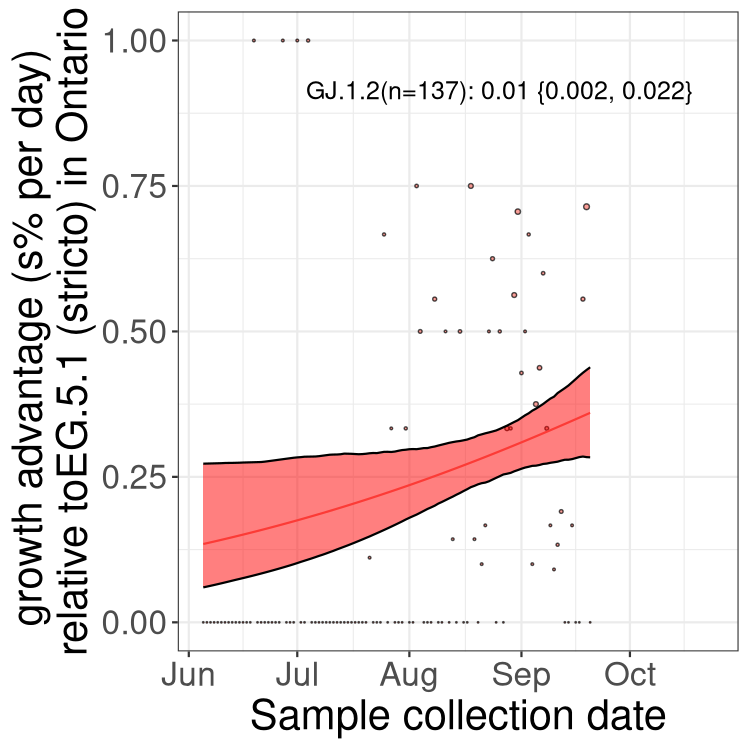 growth advantage (s% per day)
relative toEG.5.1 (stricto) in Ontario
1.00
0.75
0.50
0.25
0.00
GJ.1.2(n=137): 0.01 {0.002, 0.022}
Jun Jul Aug Sep Oct
Sample collection date